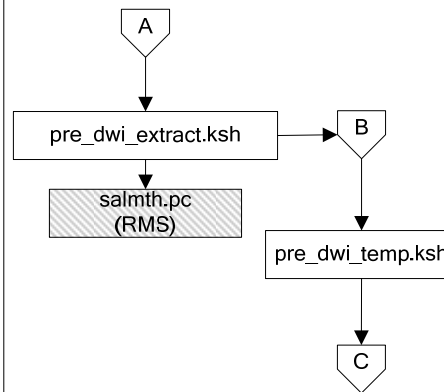 A
pre_dwi_extract.ksh
B
salmth.pc
(RMS)
pre_dwi_temp.ksh
C